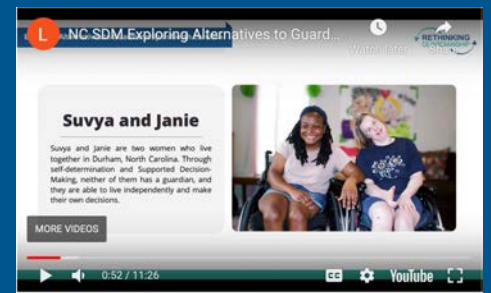 L NC SDM Exploring Alternatives to Guard...
Watch later Share
RETHINKING
GUARDIANSHIP
Suvya and Janie
Suvya and Janie are two women who live
together in Durham, North Carolina. Through
self-determination and Supported Decision-
Making, neither of them has a guardian, and
they are able to live independently and make
their own decisions.
MORE VIDEOS
0:52 / 11:26 CC YouTube